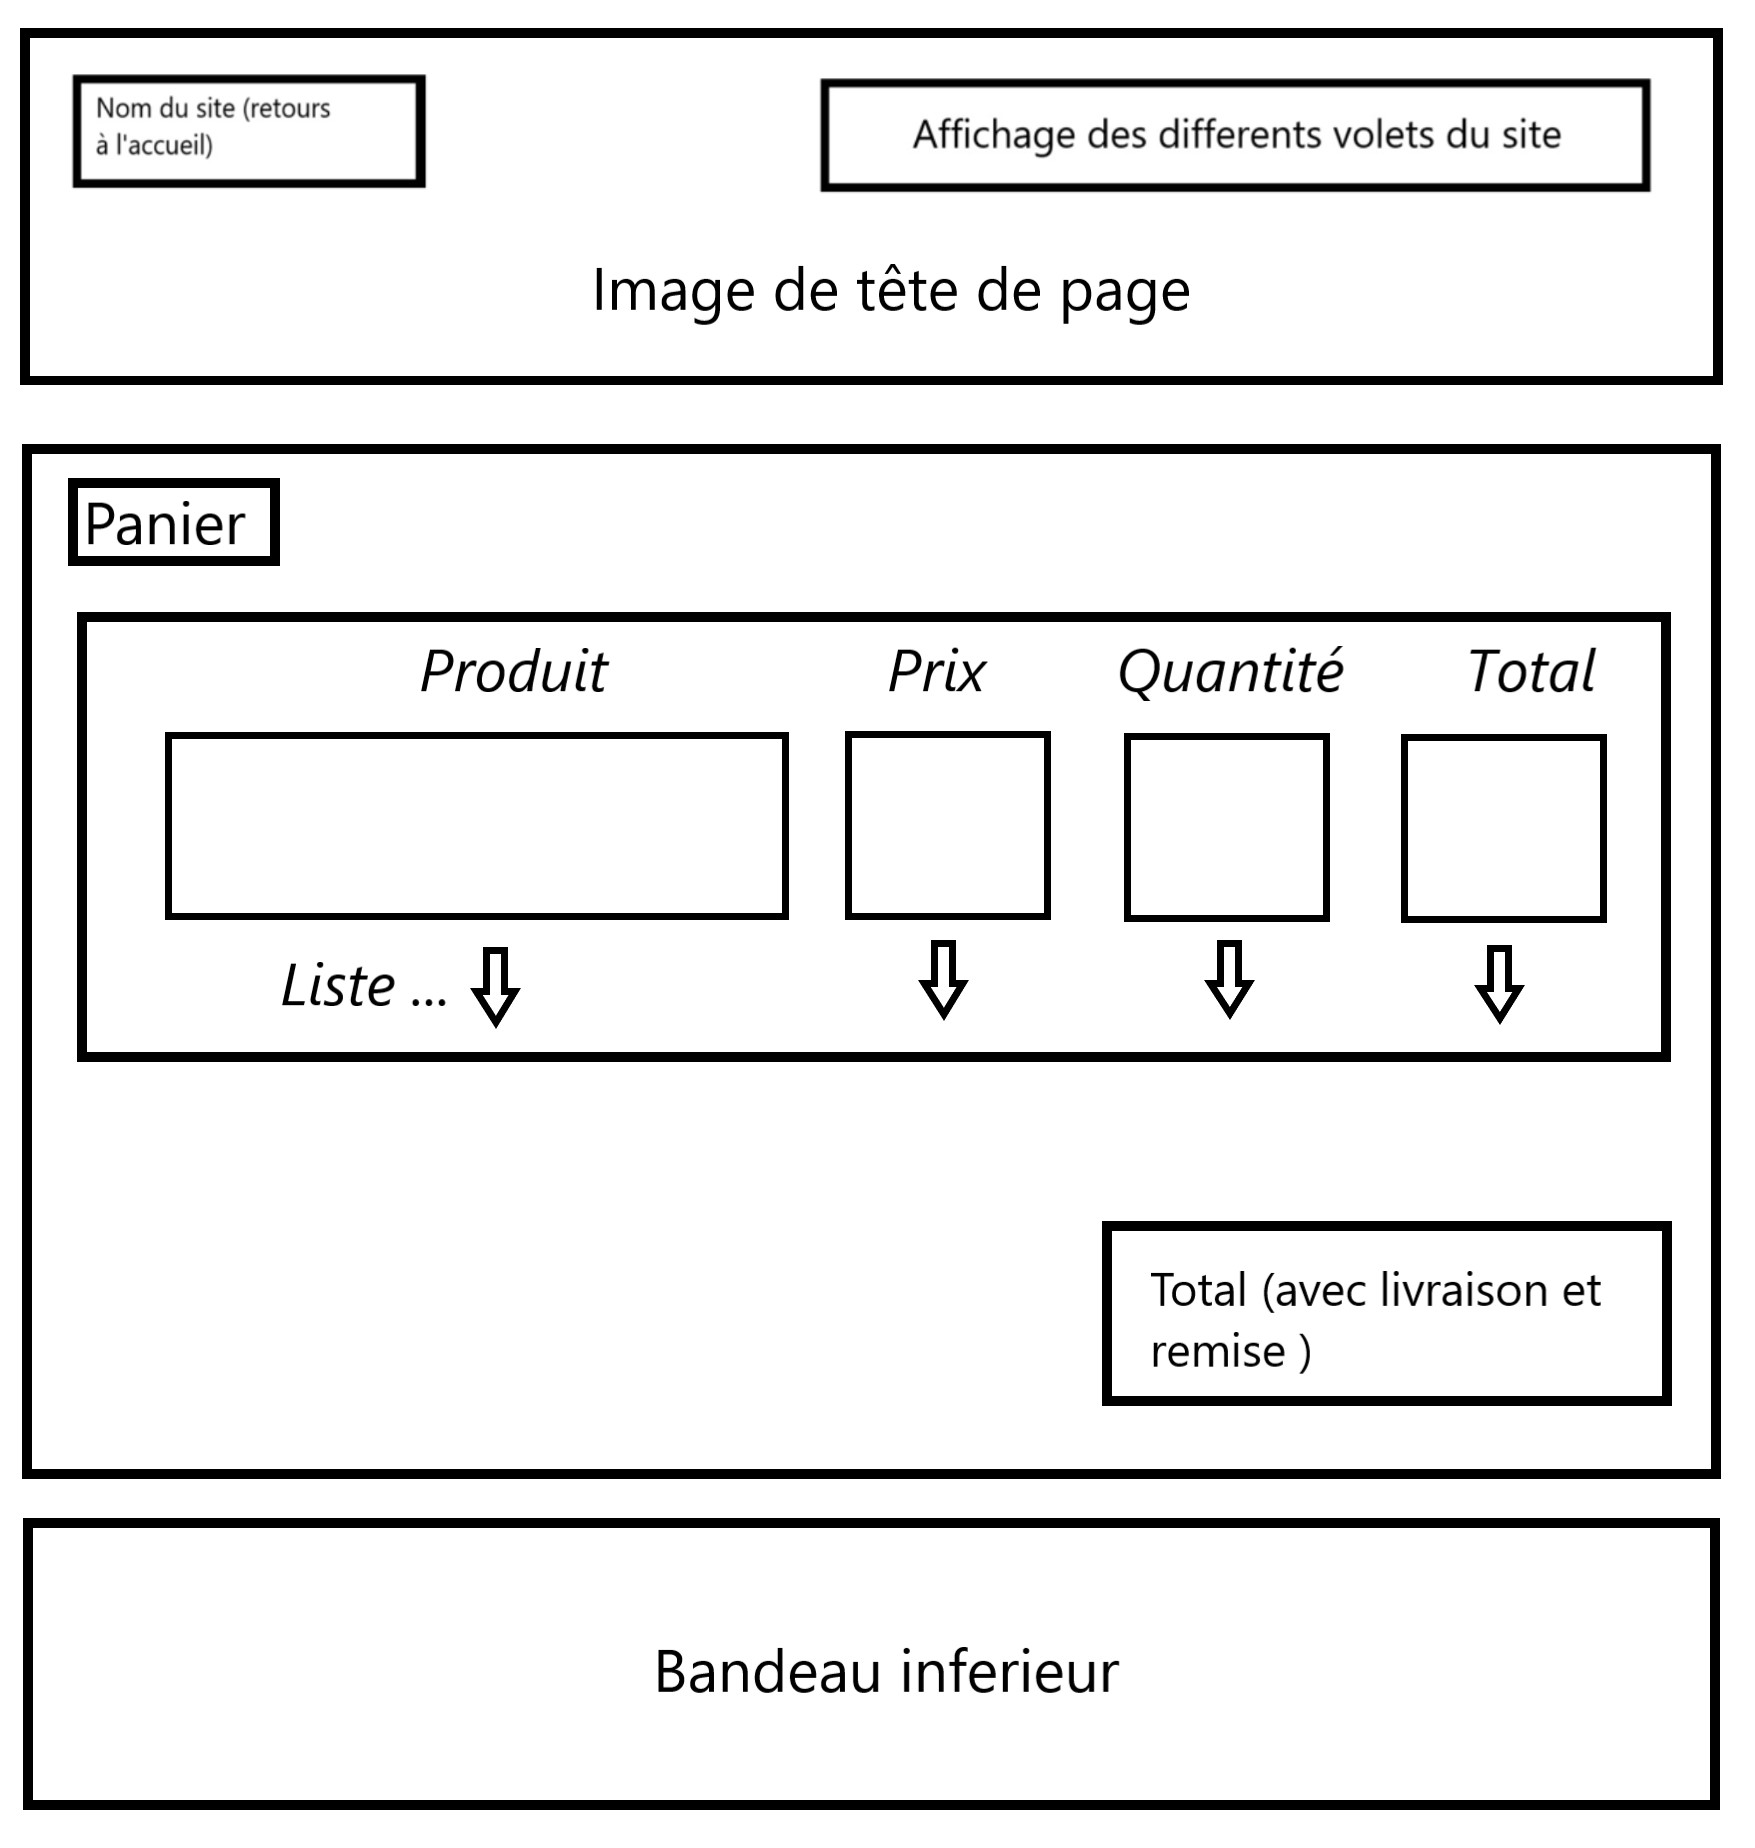 Nom du site (retours
à l'accueil)
Affichage des differents volets du site
Image de tête de page
Panier
Produit Prix Quantité Total
Liste ...
Total (avec livraison et
remise )
Bandeau inferieur